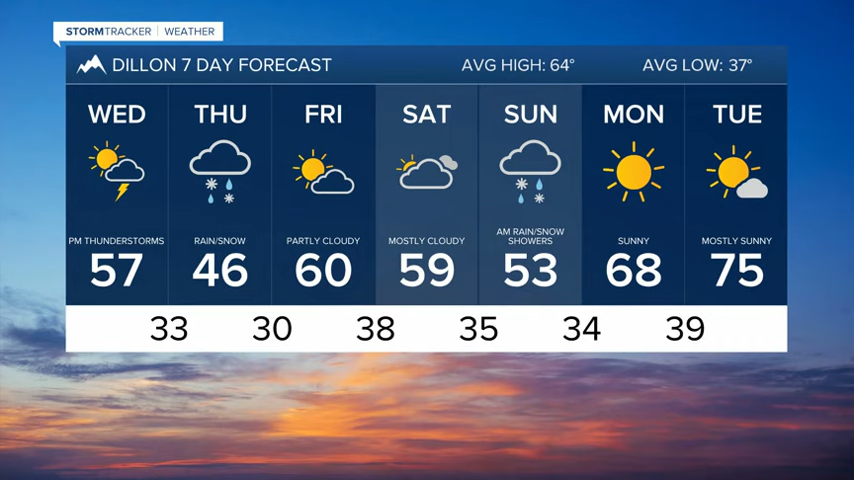 STORMTRACKER | WEATHER
DILLON 7 DAY FORECAST AVG HIGH: 64° AVG LOW: 37°
WED THU FRI SAT SUN MON TUE
PM THUNDERSTORMS RAIN/SNOW PARTLY CLOUDY MOSTLY CLOUDY AM RAIN/SNOW SHOWERS SUNNY MOSTLY SUNNY
57 46 60 59 53 68 75
33 30 38 35 34 39